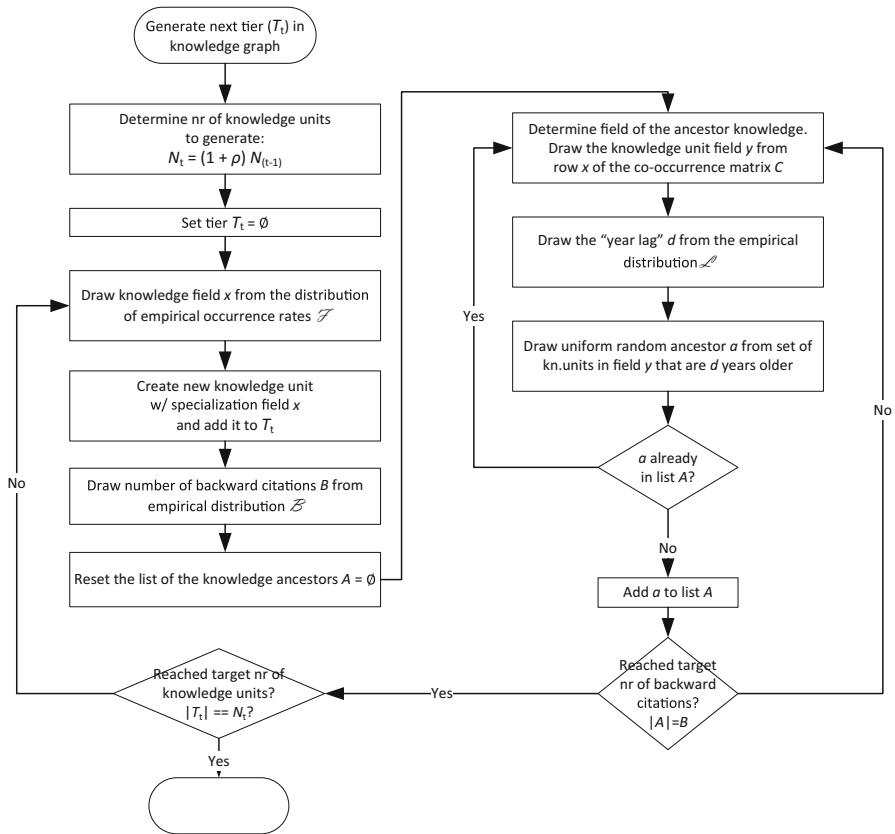 Generate next tier (Tt) in
knowledge graph
Determine nr of knowledge units
to generate:
Nt = (1 + ρ) N(t-1)
Set tier Tt = Ø
Draw knowledge field x from the distribution
of empirical occurrence rates ℱ
Create new knowledge unit
w/ specialization field x
and add it to Tt
Draw number of backward citations B from
empirical distribution ℬ
Reset the list of the knowledge ancestors A = Ø
No
Reached target nr of
knowledge units?
|Tt| == Nt?
Yes
Determine field of the ancestor knowledge.
Draw the knowledge unit field y from
row x of the co-occurrence matrix C
Draw the “year lag” d from the empirical
distribution ℒ
Draw uniform random ancestor a from set of
kn.units in field y that are d years older
Yes
a already
in list A?
No
Add a to list A
Reached target
nr of backward
citations?
|A|=B
No
Yes